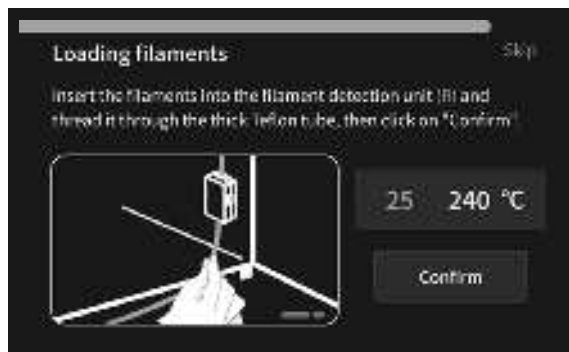 Loading filaments
Skip
Insert the filaments into the filament detection unit (B) and
thread it through the thick Teflon tube, then click on "Confirm"
25 240 °C
Confirm